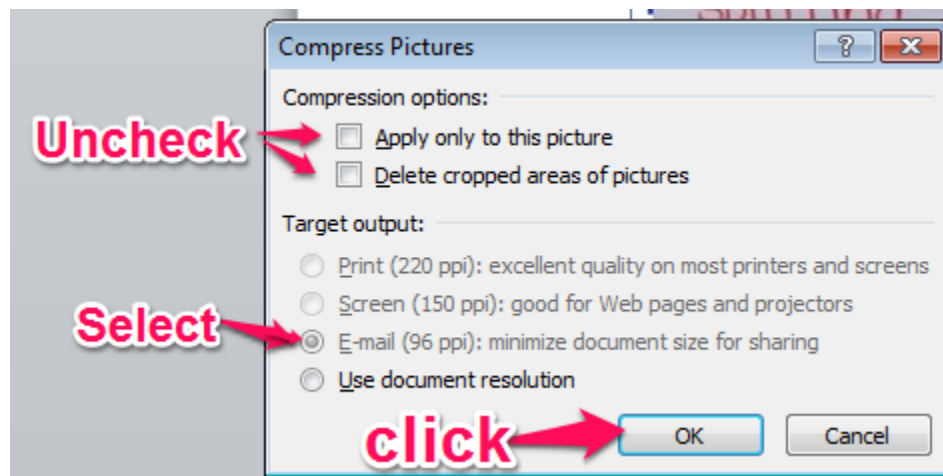 Compress Pictures
Compression options:
Uncheck
Apply only to this picture
Delete cropped areas of pictures
Target output:
Print (220 ppi): excellent quality on most printers and screens
Screen (150 ppi): good for Web pages and projectors
Select
E-mail (96 ppi): minimize document size for sharing
Use document resolution
click
OK
Cancel